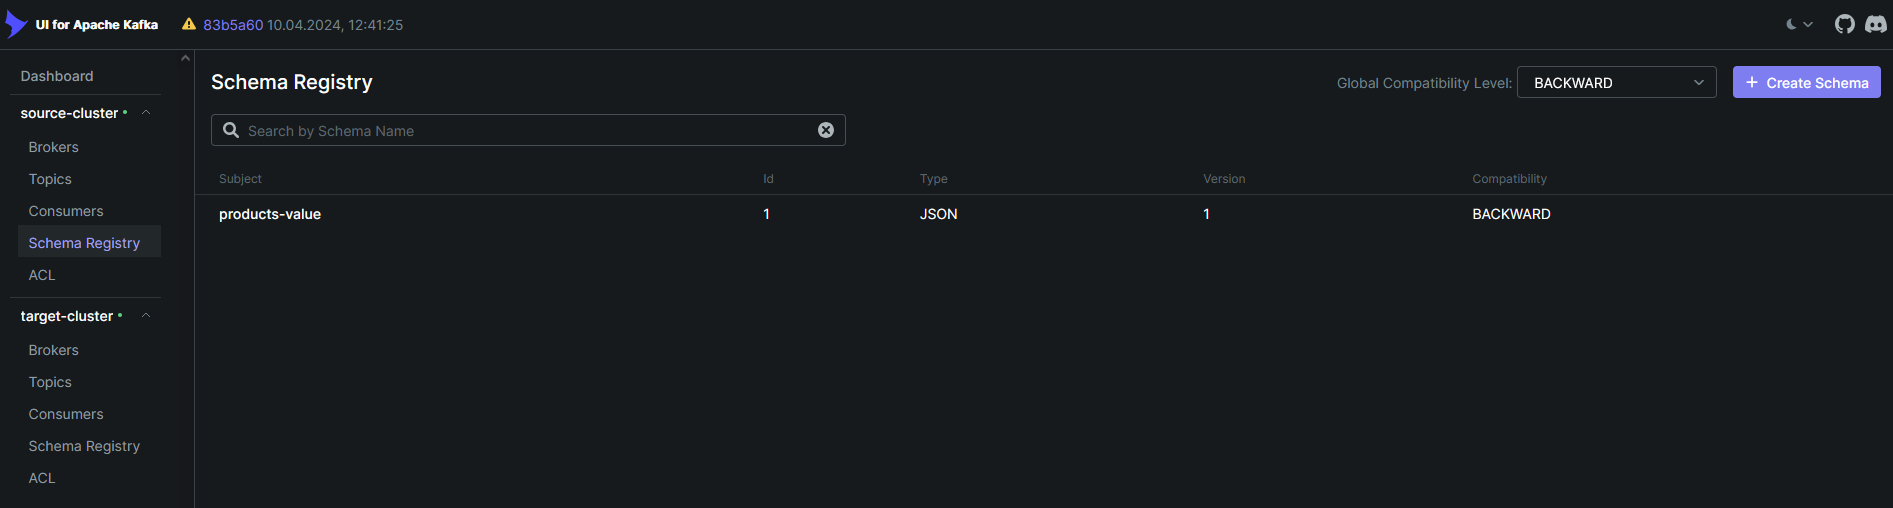 UI for Apache Kafka 83b5a60 10.04.2024, 12:41:25
Dashboard
source-cluster
Brokers
Topics
Consumers
Schema Registry
ACL
target-cluster
Brokers
Topics
Consumers
Schema Registry
ACL
Schema Registry
Global Compatibility Level: BACKWARD
Create Schema
Search by Schema Name
Subject Id Type Version Compatibility
products-value 1 JSON 1 BACKWARD